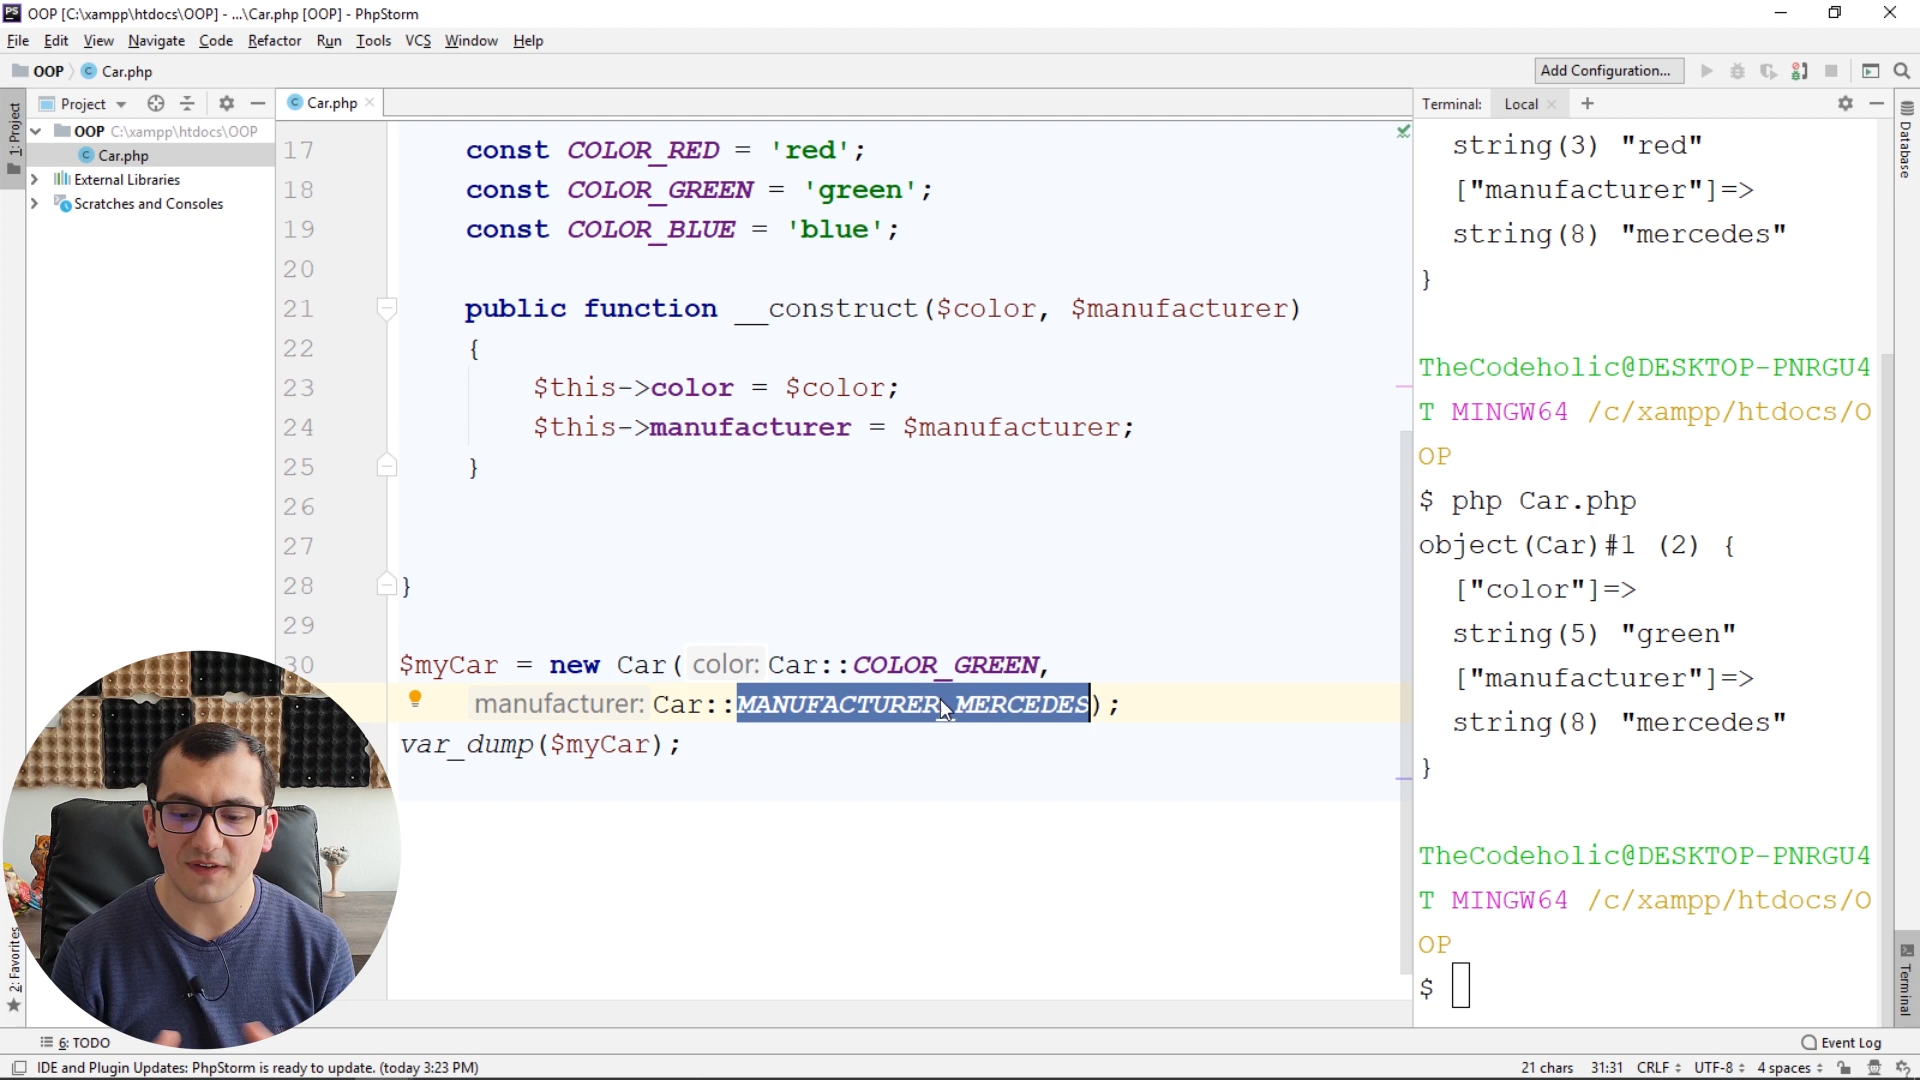 OOP [C:\xampp\htdocs\OOP] - ...\Car.php [OOP] - PhpStorm
File Edit View Navigate Code Refactor Run Tools VCS Window Help
OOP Car.php
Add Configuration...
1: Project
Project
Car.php
Terminal: Local
Database
OOP C:\xampp\htdocs\OOP
Car.php
External Libraries
Scratches and Consoles
17 const COLOR_RED = 'red';
18 const COLOR_GREEN = 'green';
19 const COLOR_BLUE = 'blue';
20
21 public function __construct($color, $manufacturer)
22 {
23 $this->color = $color;
24 $this->manufacturer = $manufacturer;
25 }
26
27
28 }
29
30 $myCar = new Car( color: Car::COLOR_GREEN,
manufacturer: Car::MANUFACTURER_MERCEDES);
var_dump($myCar);
string(3) "red"
["manufacturer"]=>
string(8) "mercedes"
}
TheCodeholic@DESKTOP-PNRGU4
T MINGW64 /c/xampp/htdocs/O
OP
$ php Car.php
object(Car)#1 (2) {
["color"]=>
string(5) "green"
["manufacturer"]=>
string(8) "mercedes"
}
TheCodeholic@DESKTOP-PNRGU4
T MINGW64 /c/xampp/htdocs/O
OP
$
2: Favorites
Terminal
6: TODO
Event Log
IDE and Plugin Updates: PhpStorm is ready to update. (today 3:23 PM)
21 chars 31:31 CRLF UTF-8 4 spaces